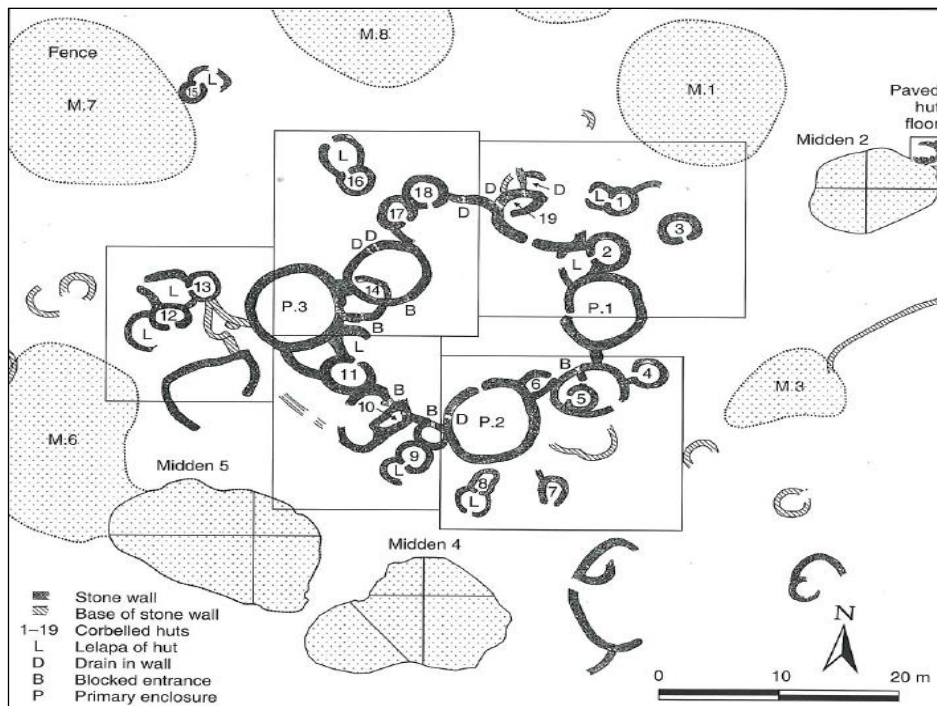 Fence
M.8
M.7
L
15
M.1
Paved
hut
floor
Midden 2
L
16
18
17
D
D
D
19
L
1
3
D
D
2
L
14
B
P.3
P.1
13
L
12
L
B
L
11
B
10
B
D
P.2
6
B
5
4
M.3
9
L
8
L
7
M.6
Midden 5
Midden 4
Stone wall
Base of stone wall
1–19 Corbelled huts
L Lelapa of hut
D Drain in wall
B Blocked entrance
P Primary enclosure
N
0 10 20 m